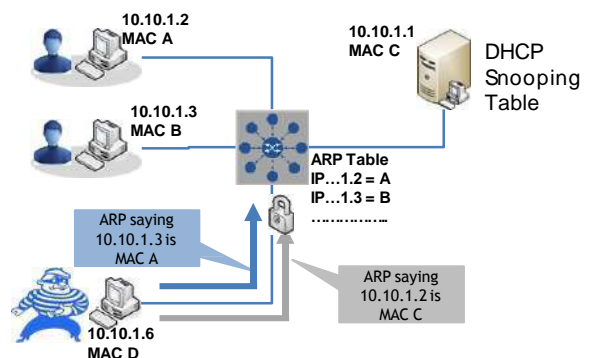 10.10.1.2
MAC A
10.10.1.1
MAC C
DHCP
Snooping
Table
10.10.1.3
MAC B
ARP Table
IP...1.2 = A
IP...1.3 = B
……………..
ARP saying
10.10.1.3 is
MAC A
ARP saying
10.10.1.2 is
MAC C
10.10.1.6
MAC D